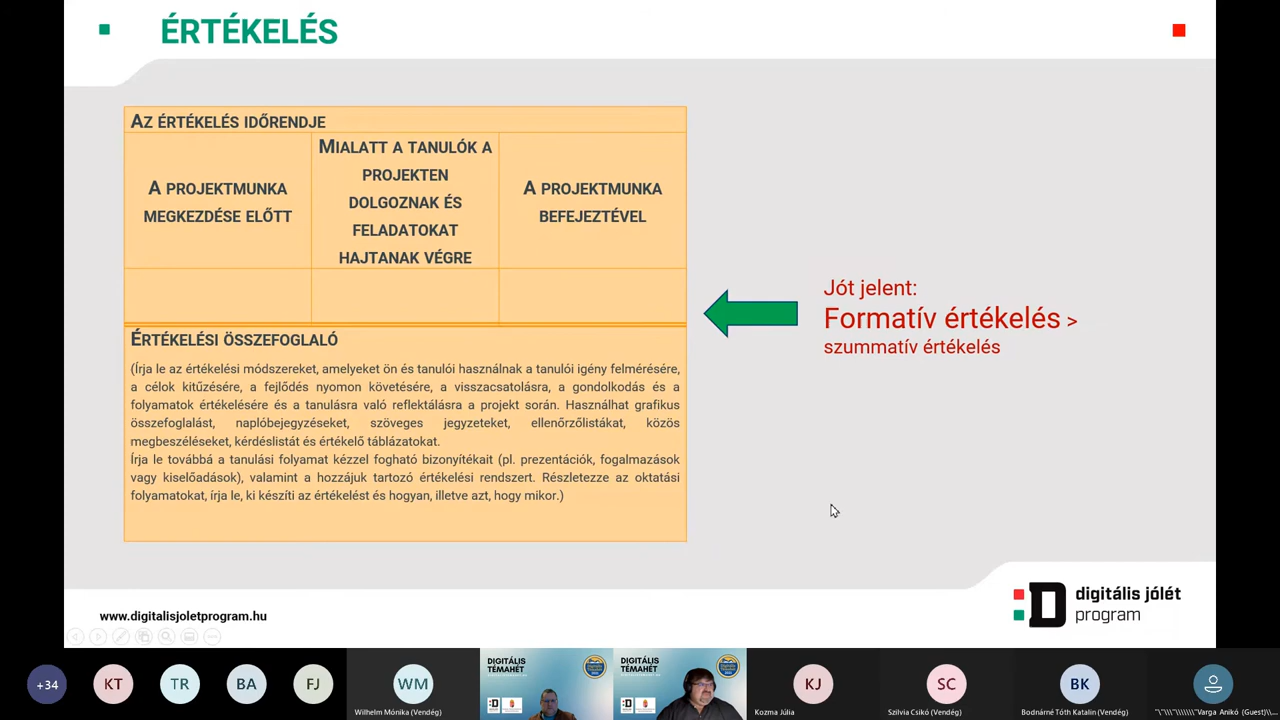 ÉRTÉKELÉS
AZ ÉRTÉKELÉS IDŐRENDJE
A PROJEKTMUNKA
MEGKEZDÉSE ELŐTT
MIALATT A TANULÓK A
PROJEKTEN
DOLGOZNAK ÉS
FELADATOKAT
HAJTANAK VÉGRE
A PROJEKTMUNKA
BEFEJEZTÉVEL
ÉRTÉKELÉSI ÖSSZEFOGLALÓ
(Írja le az értékelési módszereket, amelyeket ön és tanulói használnak a tanulói igény felmérésére,
a célok kitűzésére, a fejlődés nyomon követésére, a visszacsatolásra, a gondolkodás és a
folyamatok értékelésére és a tanulásra való reflektálásra a projekt során. Használhat grafikus
összefoglalást, naplóbejegyzéseket, szöveges jegyzeteket, ellenőrzőlistákat, közös
megbeszéléseket, kérdéslistát és értékelő táblázatokat.
Írja le továbbá a tanulási folyamat kézzel fogható bizonyítékait (pl. prezentációk, fogalmazások
vagy kiselőadások), valamint a hozzájuk tartozó értékelési rendszert. Részletezze az oktatási
folyamatokat, írja le, ki készíti az értékelést és hogyan, illetve azt, hogy mikor.)
Jót jelent:
Formatív értékelés >
szummatív értékelés
www.digitalisjoletprogram.hu
digitális jólét
program
+34
KT
TR
BA
FJ
WM
Wilhelm Mónika (Vendég)
DIGITÁLIS
TÉMAHÉT
DIGITÁLIS
TÉMAHÉT
KJ
Kozma Júlia
SC
Szilvia Csikó (Vendég)
BK
Bodnárné Tóth Katalin (Vendég)
"\"\\\"\\\\\\\"Varga Anikó (Guest)\\...